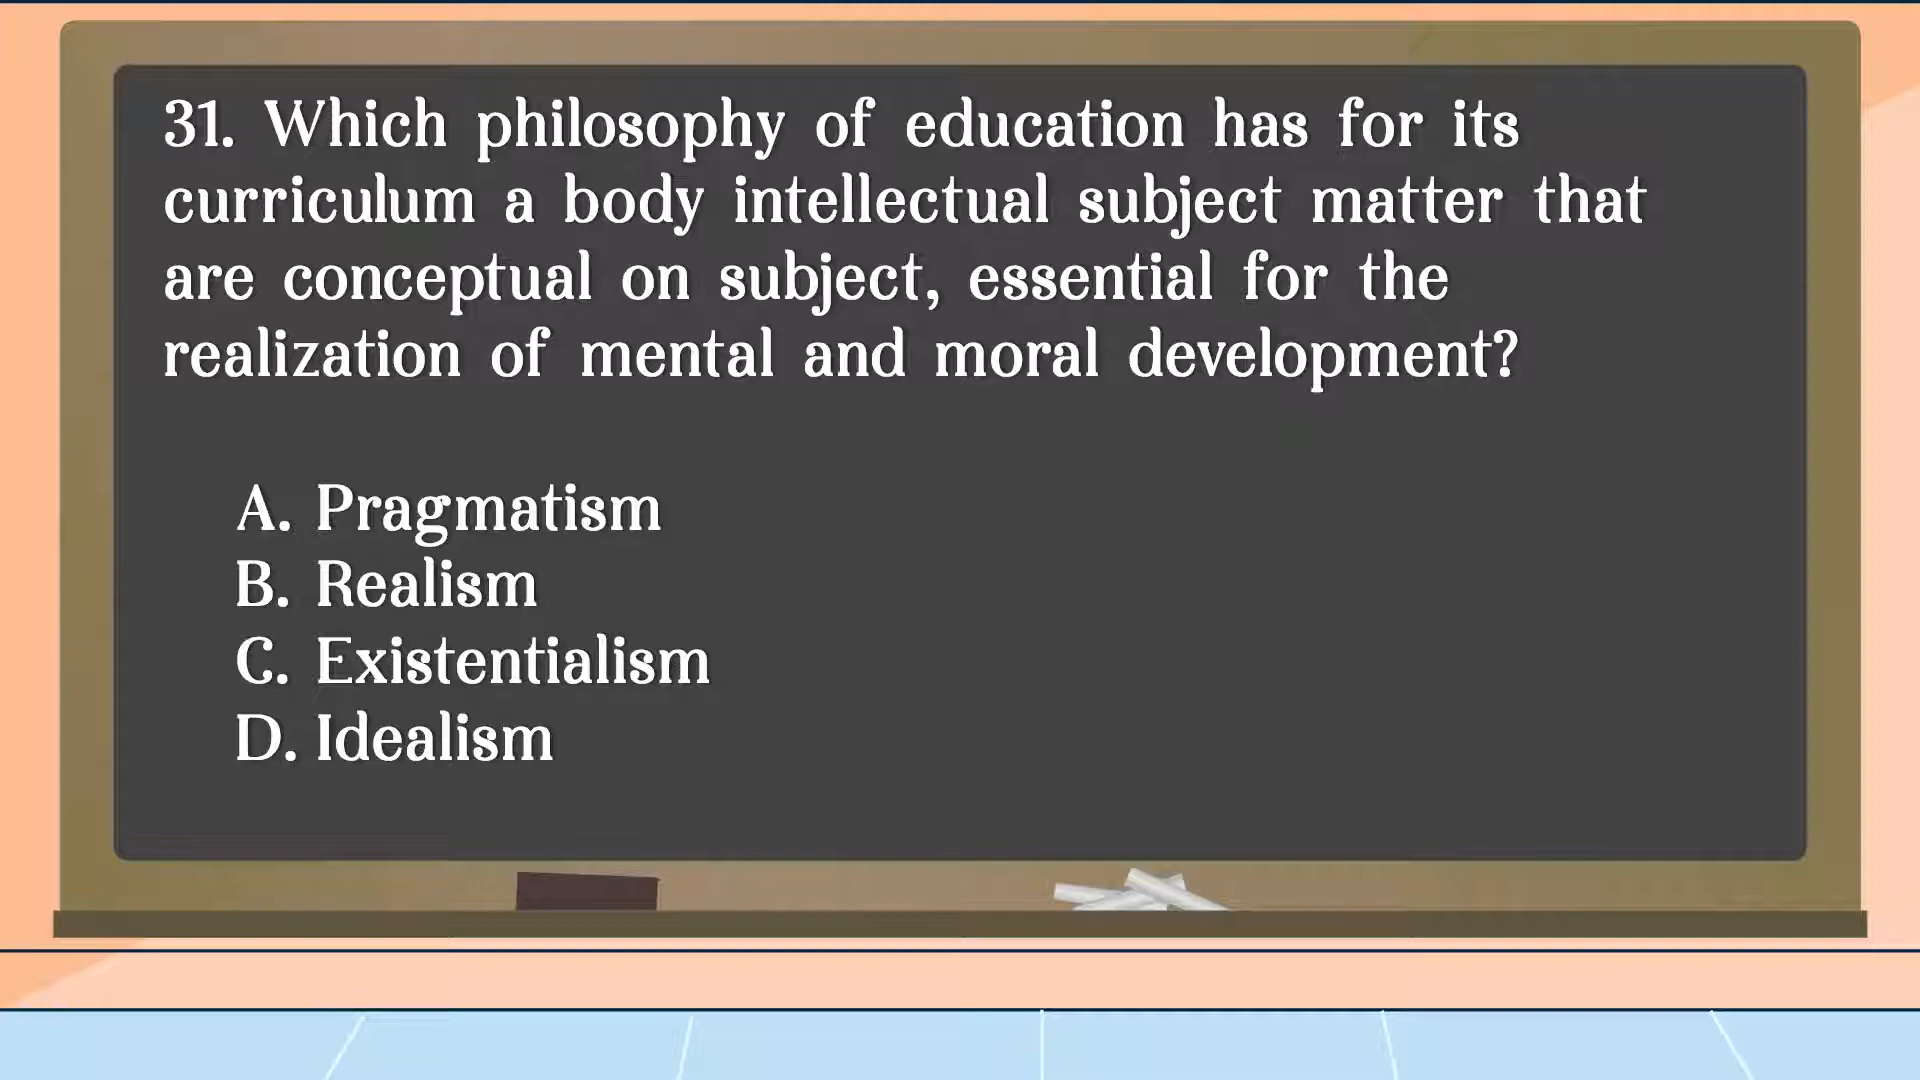 31. Which philosophy of education has for its
curriculum a body intellectual subject matter that
are conceptual on subject, essential for the
realization of mental and moral development?
A. Pragmatism
B. Realism
C. Existentialism
D. Idealism